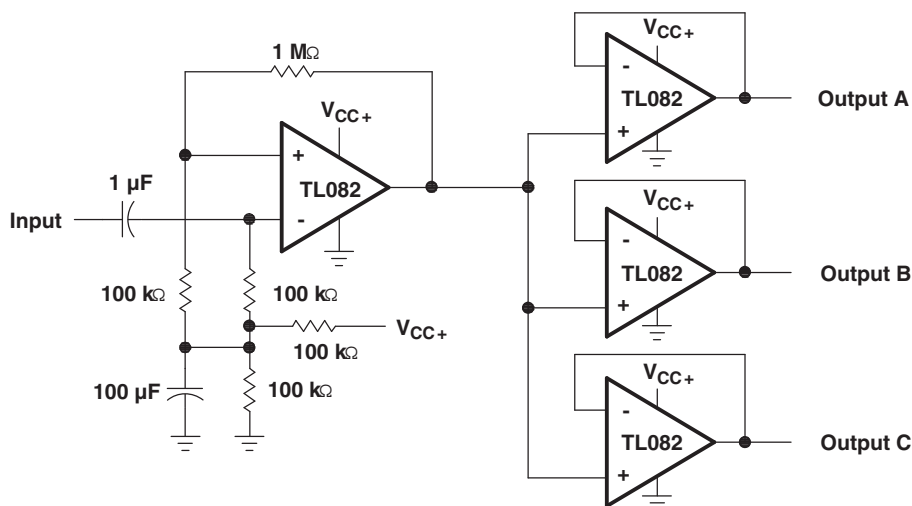 1 MΩ
VCC+
+
TL082
-
1 µF
Input
100 kΩ
100 kΩ
VCC+
100 kΩ
100 µF
100 kΩ
VCC+
-
TL082
+
Output A
VCC+
-
TL082
+
Output B
VCC+
-
TL082
+
Output C